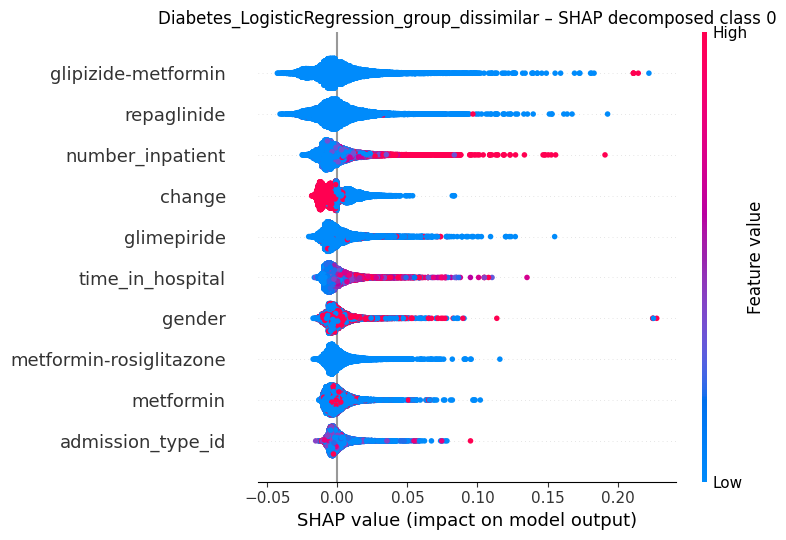 Diabetes_LogisticRegression_group_dissimilar – SHAP decomposed class 0
High
glipizide-metformin
repaglinide
number_inpatient
change
glimepiride
time_in_hospital
gender
metformin-rosiglitazone
metformin
admission_type_id
Feature value
Low
−0.05 0.00 0.05 0.10 0.15 0.20
SHAP value (impact on model output)